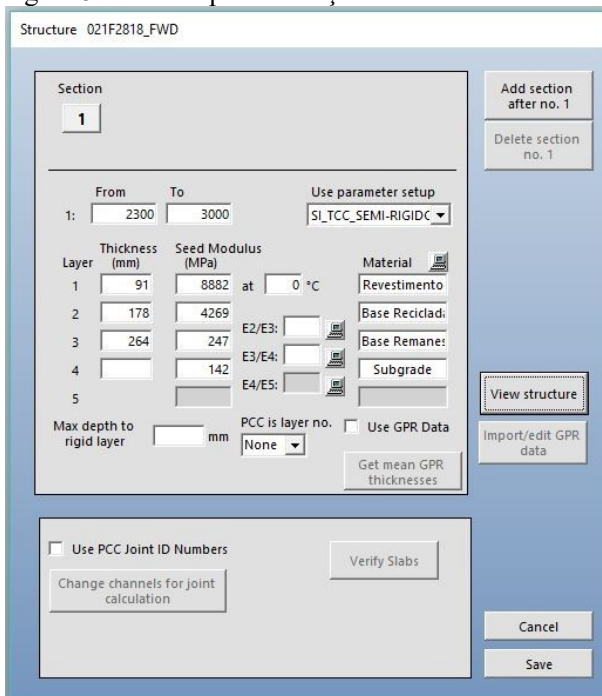 Structure 021F2818_FWD
Section
1
Add section
after no. 1
Delete section
no. 1
From To Use parameter setup
1: 2300 3000 SI_TCC_SEMI-RIGIDC
Thickness Seed Modulus
Layer (mm) (MPa) Material
1 91 8882 at 0 °C Revestimento
2 178 4269 Base Reciclada
E2/E3:
3 264 247 Base Remanes
E3/E4:
4 142 Subgrade
E4/E5:
5
View structure
Max depth to
rigid layer mm
PCC is layer no.
None
Use GPR Data
Import/edit GPR
data
Get mean GPR
thicknesses
Use PCC Joint ID Numbers
Verify Slabs
Change channels for joint
calculation
Cancel
Save